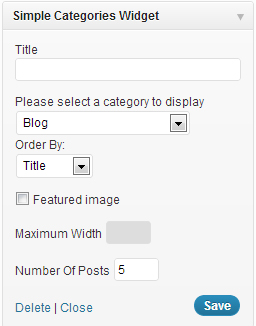 Simple Categories Widget
Title
Please select a category to display
Blog
Order By:
Title
Featured image
Maximum Width
Number Of Posts 5
Delete | Close Save